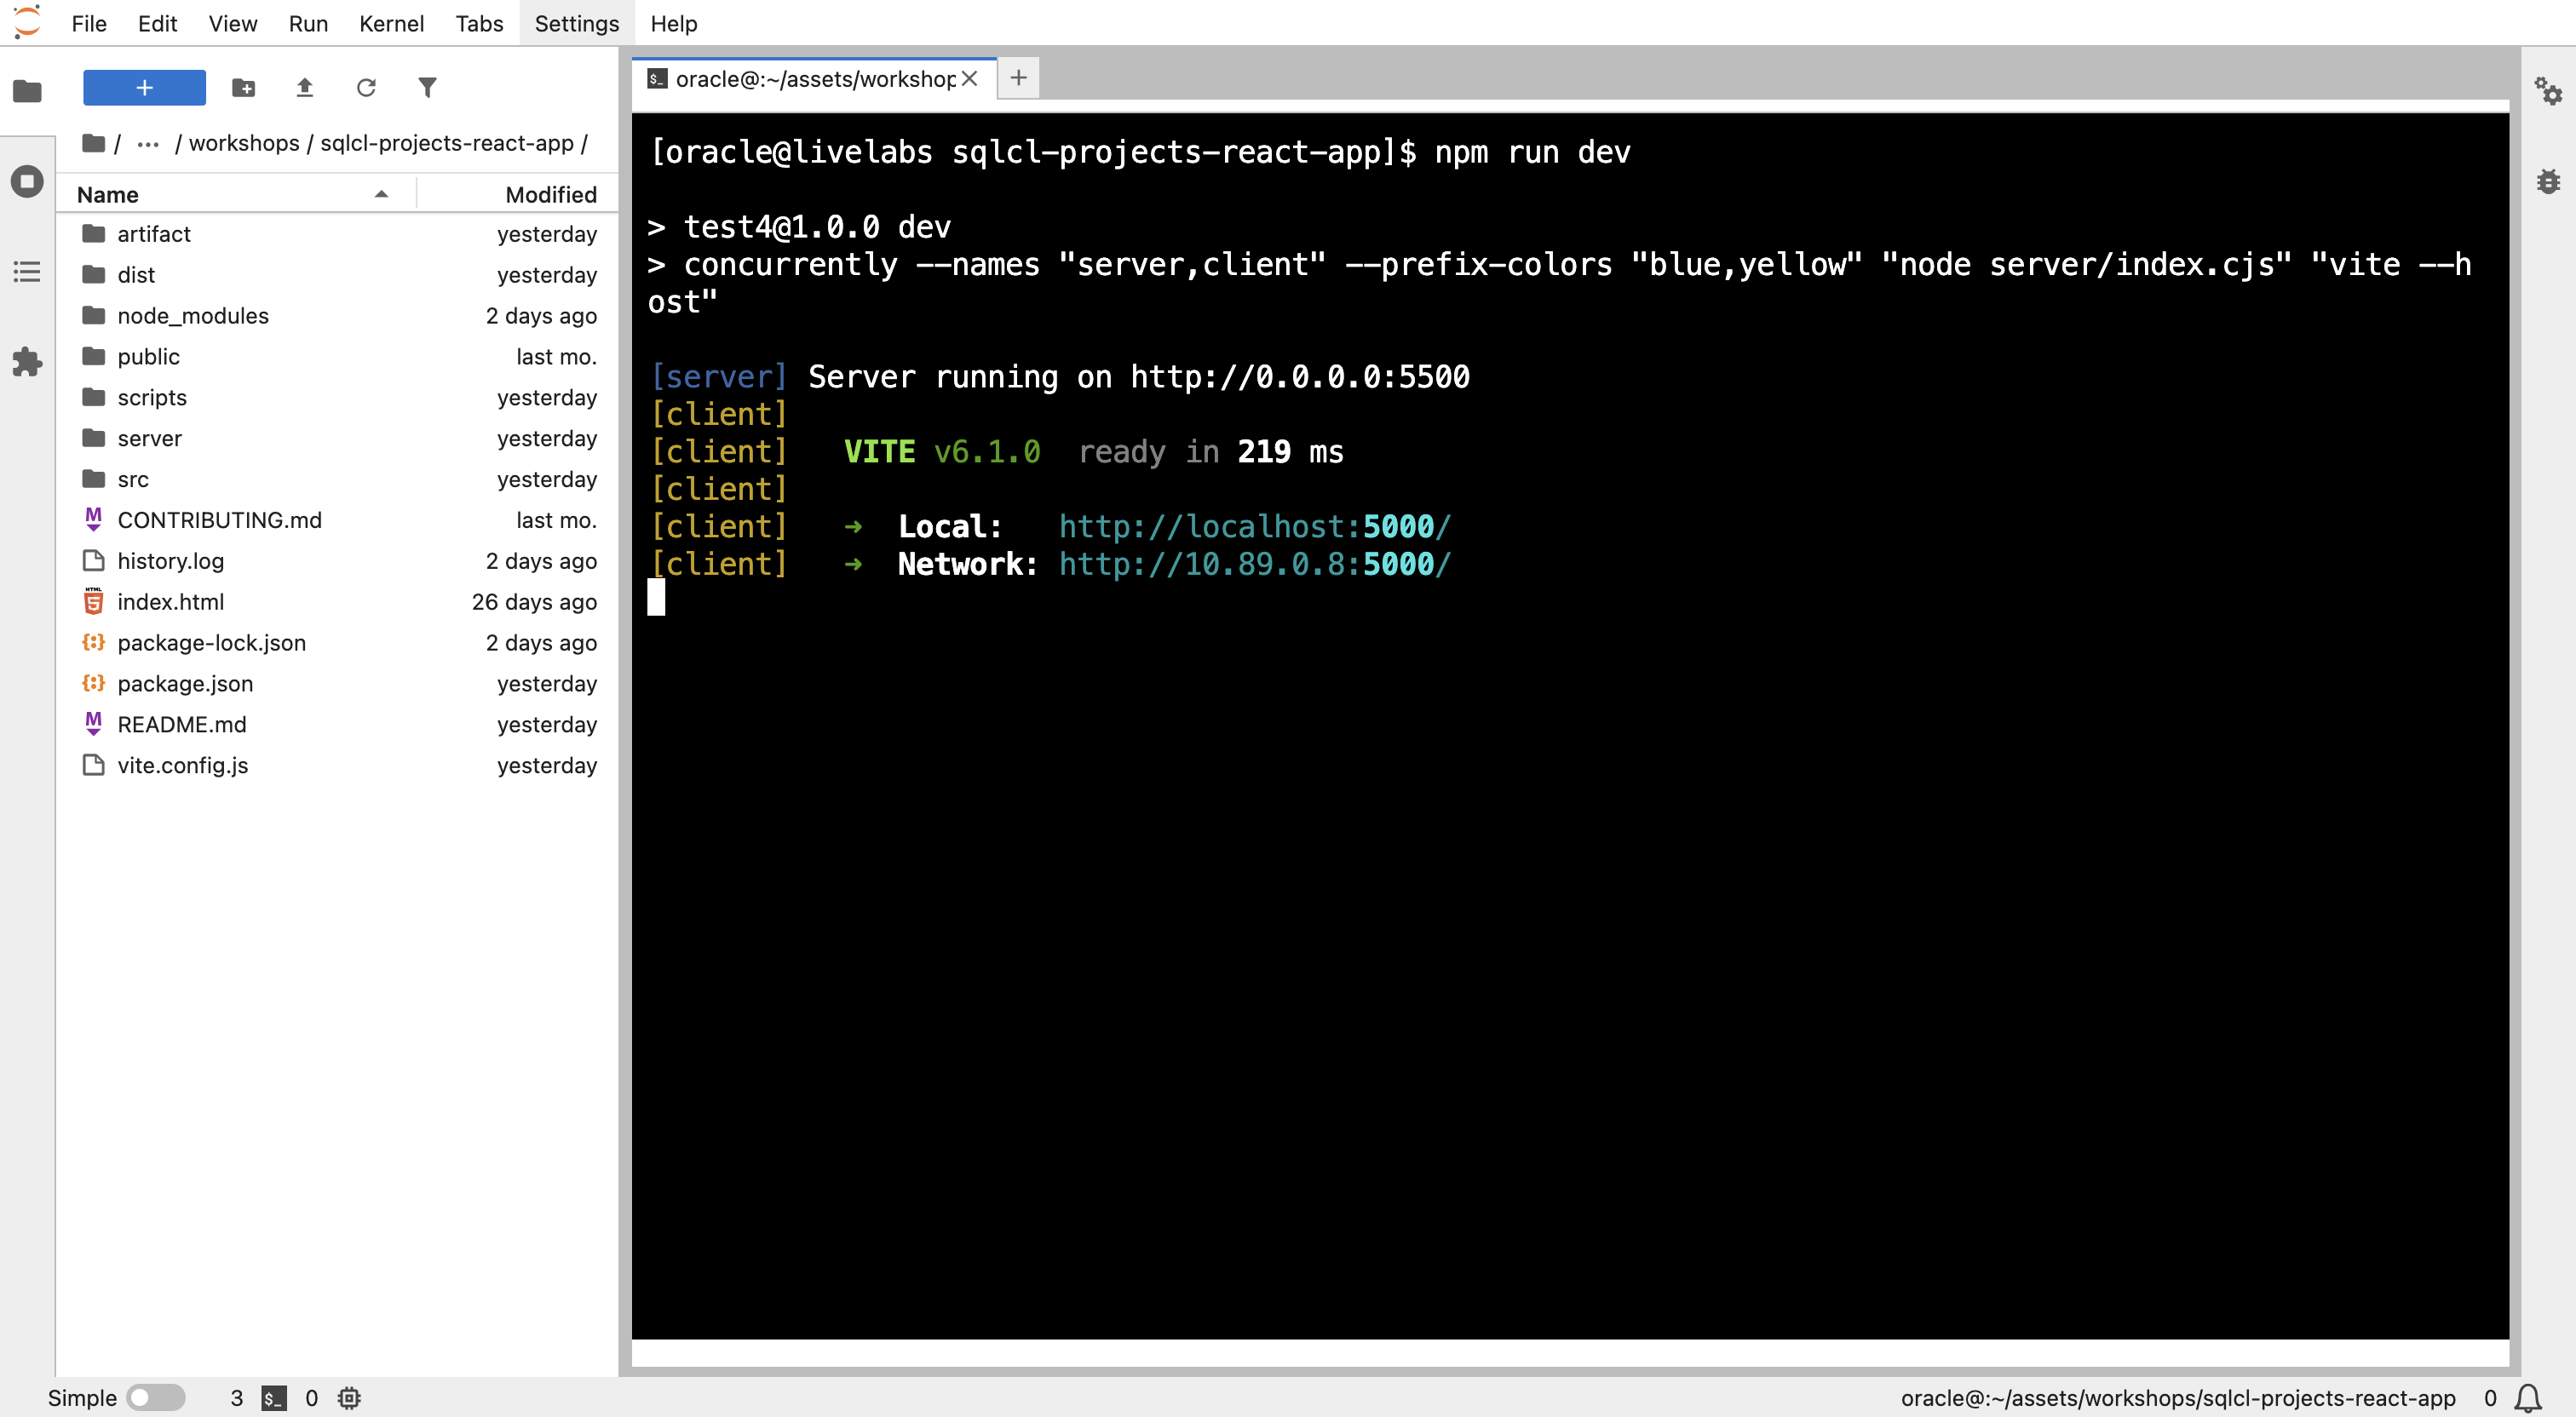 File Edit View Run Kernel Tabs Settings Help
+
/ ··· / workshops / sqlcl-projects-react-app /
Name Modified
artifact yesterday
dist yesterday
node_modules 2 days ago
public last mo.
scripts yesterday
server yesterday
src yesterday
CONTRIBUTING.md last mo.
history.log 2 days ago
index.html 26 days ago
package-lock.json 2 days ago
package.json yesterday
README.md yesterday
vite.config.js yesterday
oracle@:~/assets/workshop
[oracle@livelabs sqlcl-projects-react-app]$ npm run dev
> test4@1.0.0 dev
> concurrently --names "server,client" --prefix-colors "blue,yellow" "node server/index.cjs" "vite --h
ost"
[server] Server running on http://0.0.0.0:5500
[client]
[client] VITE v6.1.0 ready in 219 ms
[client]
[client] ➜ Local: http://localhost:5000/
[client] ➜ Network: http://10.89.0.8:5000/
Simple 3 $_ 0
oracle@:~/assets/workshops/sqlcl-projects-react-app 0